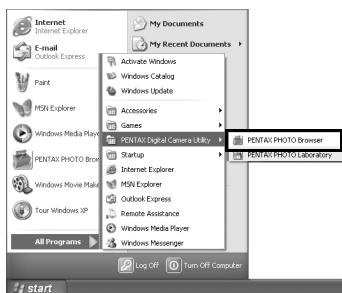 Internet
Internet Explorer
E-mail
Outlook Express
Paint
MSN Explorer
Windows Media Playe
PENTAX PHOTO Brow
Windows Movie Make
Tour Windows XP
All Programs
My Documents
My Recent Documents
Activate Windows
Windows Catalog
Windows Update
Accessories
Games
PENTAX Digital Camera Utility
Startup
Internet Explorer
MSN Explorer
Outlook Express
Remote Assistance
Windows Media Player
Windows Messenger
PENTAX PHOTO Browser
PENTAX PHOTO Laboratory
Log Off
Turn Off Computer
start